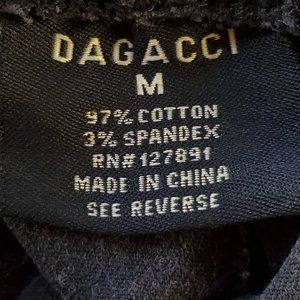 DAGACCI
M
97% COTTON
3% SPANDEX
RN#127891
MADE IN CHINA
SEE REVERSE